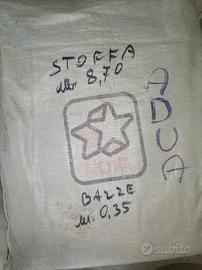 STOFFA
Mt 8,70
ADUA
BALZE
M. 0,35
subito